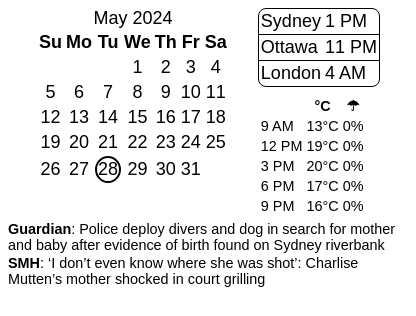 May 2024
Su Mo Tu We Th Fr Sa
1 2 3 4
5 6 7 8 9 10 11
12 13 14 15 16 17 18
19 20 21 22 23 24 25
26 27 28 29 30 31
Sydney 1 PM
Ottawa 11 PM
London 4 AM
°C ☂
9 AM 13°C 0%
12 PM 19°C 0%
3 PM 20°C 0%
6 PM 17°C 0%
9 PM 16°C 0%
Guardian: Police deploy divers and dog in search for mother
and baby after evidence of birth found on Sydney riverbank
SMH: ‘I don’t even know where she was shot’: Charlise
Mutten’s mother shocked in court grilling